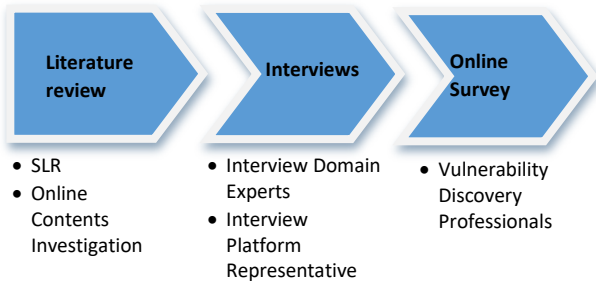 Literature
review
Interviews
Online
Survey
• SLR
• Online
Contents
Investigation
• Interview Domain
Experts
• Interview
Platform
Representative
• Vulnerability
Discovery
Professionals